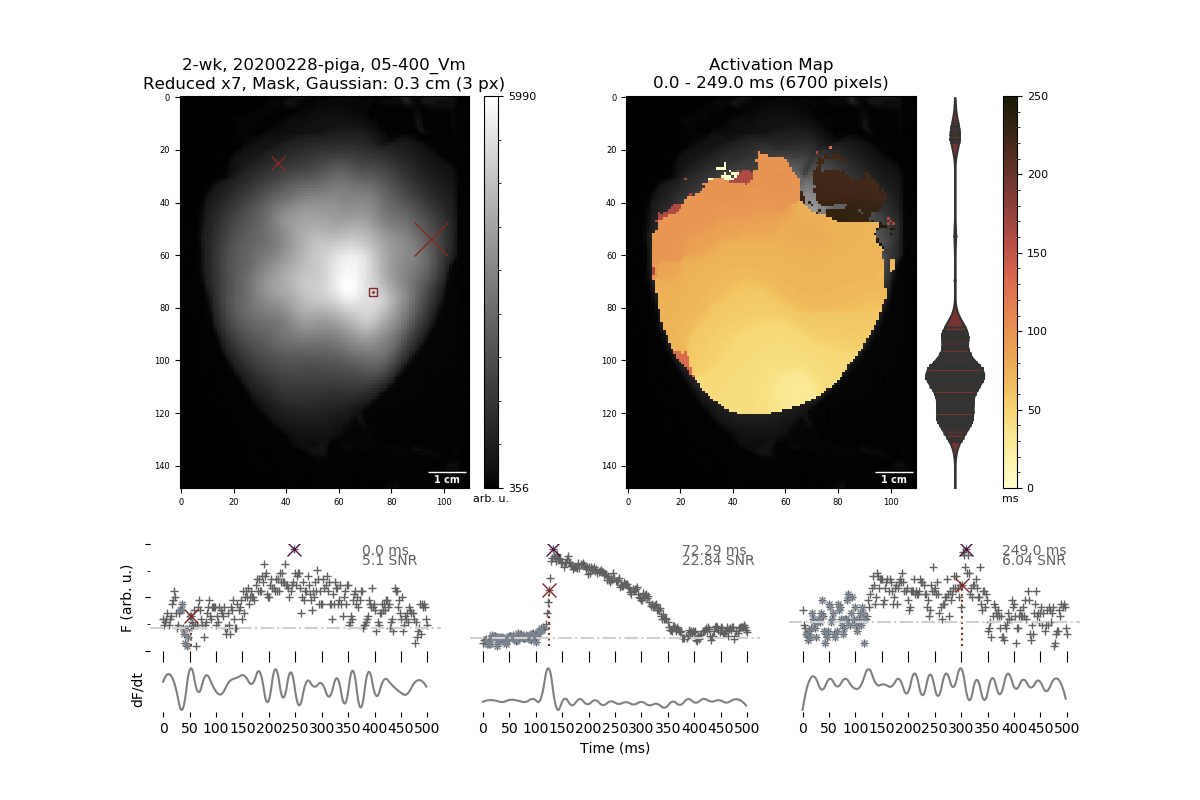 2-wk, 20200228-piga, 05-400_Vm
Reduced x7, Mask, Gaussian: 0.3 cm (3 px)
Activation Map
0.0 - 249.0 ms (6700 pixels)
0
20
40
60
80
100
120
140
0 20 40 60 80 100
1 cm
5990
356
arb. u.
0
20
40
60
80
100
120
140
0 20 40 60 80 100
1 cm
250
200
150
100
50
0
ms
F (arb. u.)
0.0 ms
5.1 SNR
72.29 ms
22.84 SNR
249.0 ms
6.04 SNR
dF/dt
0 50 100 150 200 250 300 350 400 450 500
0 50 100 150 200 250 300 350 400 450 500
0 50 100 150 200 250 300 350 400 450 500
Time (ms)